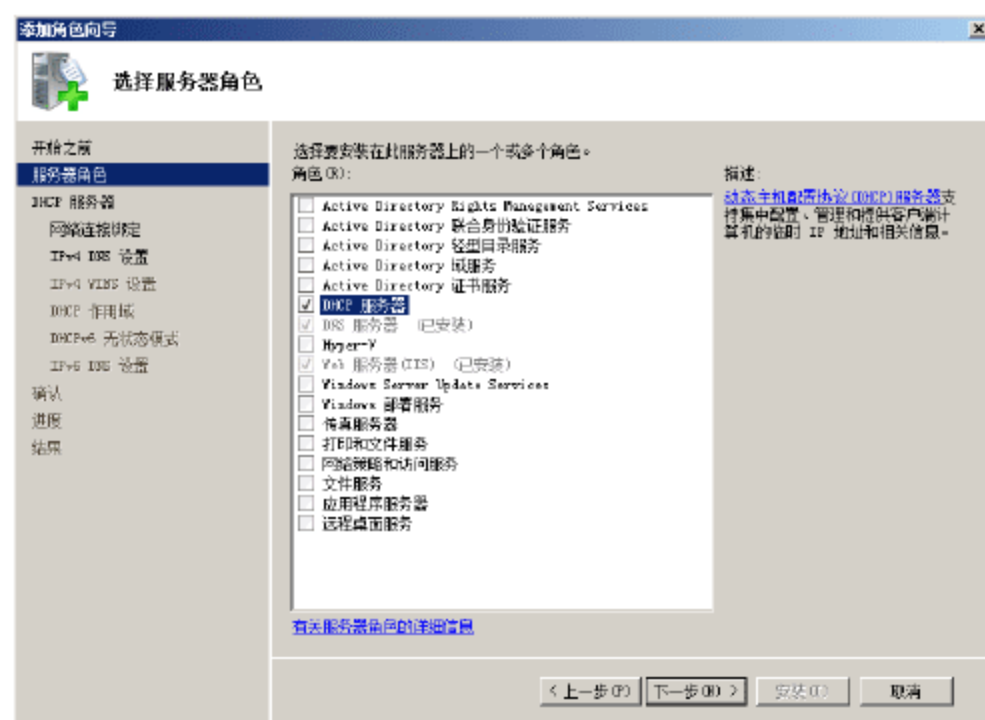 添加角色向导
选择服务器角色
开始之前
服务器角色
DHCP 服务器
网络连接绑定
IPv4 DNS 设置
IPv4 WINS 设置
DHCP 作用域
DHCPv6 无状态模式
IPv6 DNS 设置
确认
进度
结果
选择要安装在此服务器上的一个或多个角色。
角色(R):
Active Directory Rights Management Services
Active Directory 联合身份验证服务
Active Directory 轻型目录服务
Active Directory 域服务
Active Directory 证书服务
DHCP 服务器
DNS 服务器 (已安装)
Hyper-V
Web 服务器(IIS) (已安装)
Windows Server Update Services
Windows 部署服务
传真服务器
打印和文件服务
网络策略和访问服务
文件服务
应用程序服务器
远程桌面服务
有关服务器角色的详细信息
描述:
动态主机配置协议(DHCP)服务器支
持集中配置、管理和提供客户端计
算机的临时 IP 地址和相关信息。
< 上一步(P)
下一步(N) >
安装(I)
取消